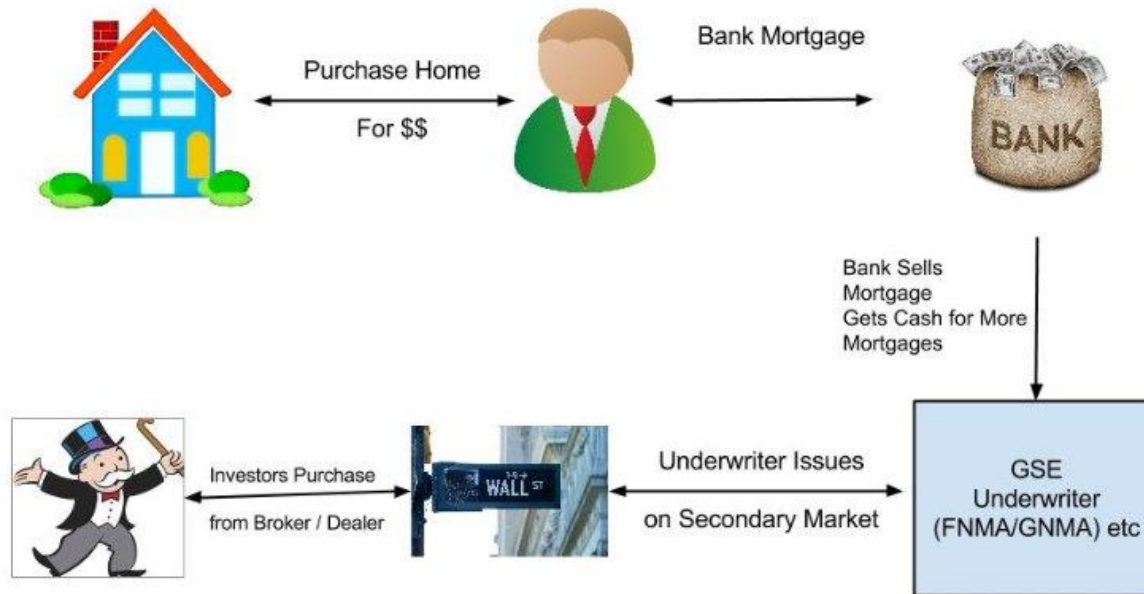 Purchase Home
For $$
Bank Mortgage
BANK
Bank Sells
Mortgage
Gets Cash for More
Mortgages
Investors Purchase
from Broker / Dealer
WALL ST
Underwriter Issues
on Secondary Market
GSE
Underwriter
(FNMA/GNMA) etc